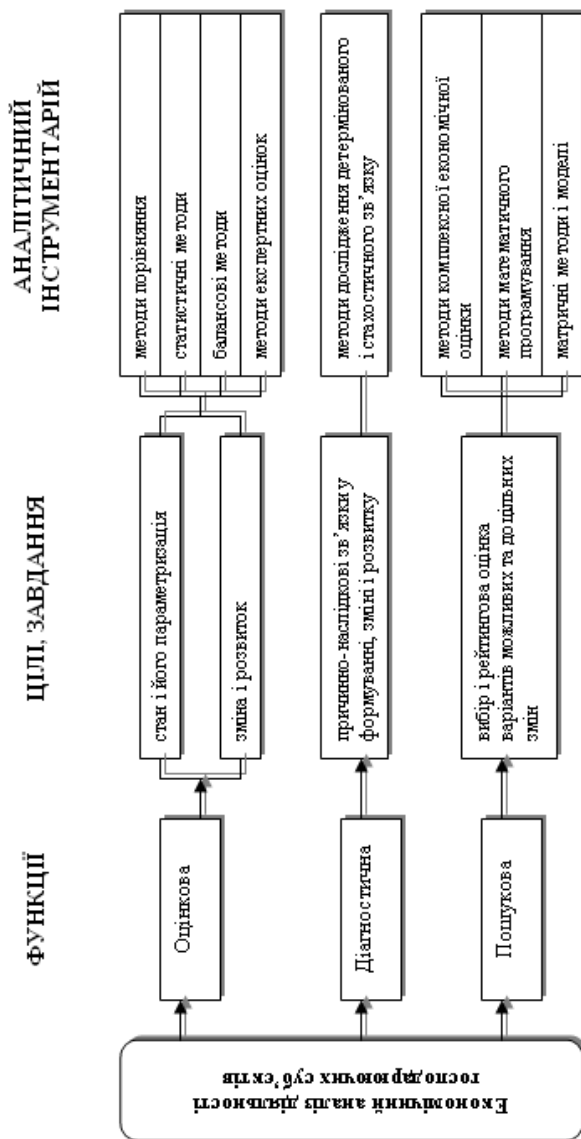 ФУНКЦІЇ
ЦІЛІ, ЗАВДАННЯ
АНАЛІТИЧНИЙ
ІНСТРУМЕНТАРІЙ
Економічний аналіз діяльності
господарюючих суб’єктів
Оцінкова
стан і його параметризація
зміна і розвиток
методи порівняння
статистичні методи
балансові методи
методи експертних оцінок
Діагностична
причинно-наслідкові зв’язки у
формуванні, зміні і розвитку
методи дослідження детермінованого
і стахостичного зв’язку
Пошукова
вибір і рейтингова оцінка
варіантів можливих та доцільних
змін
методи комплексної економічної
оцінки
методи математичного
програмування
матричні методи і моделі